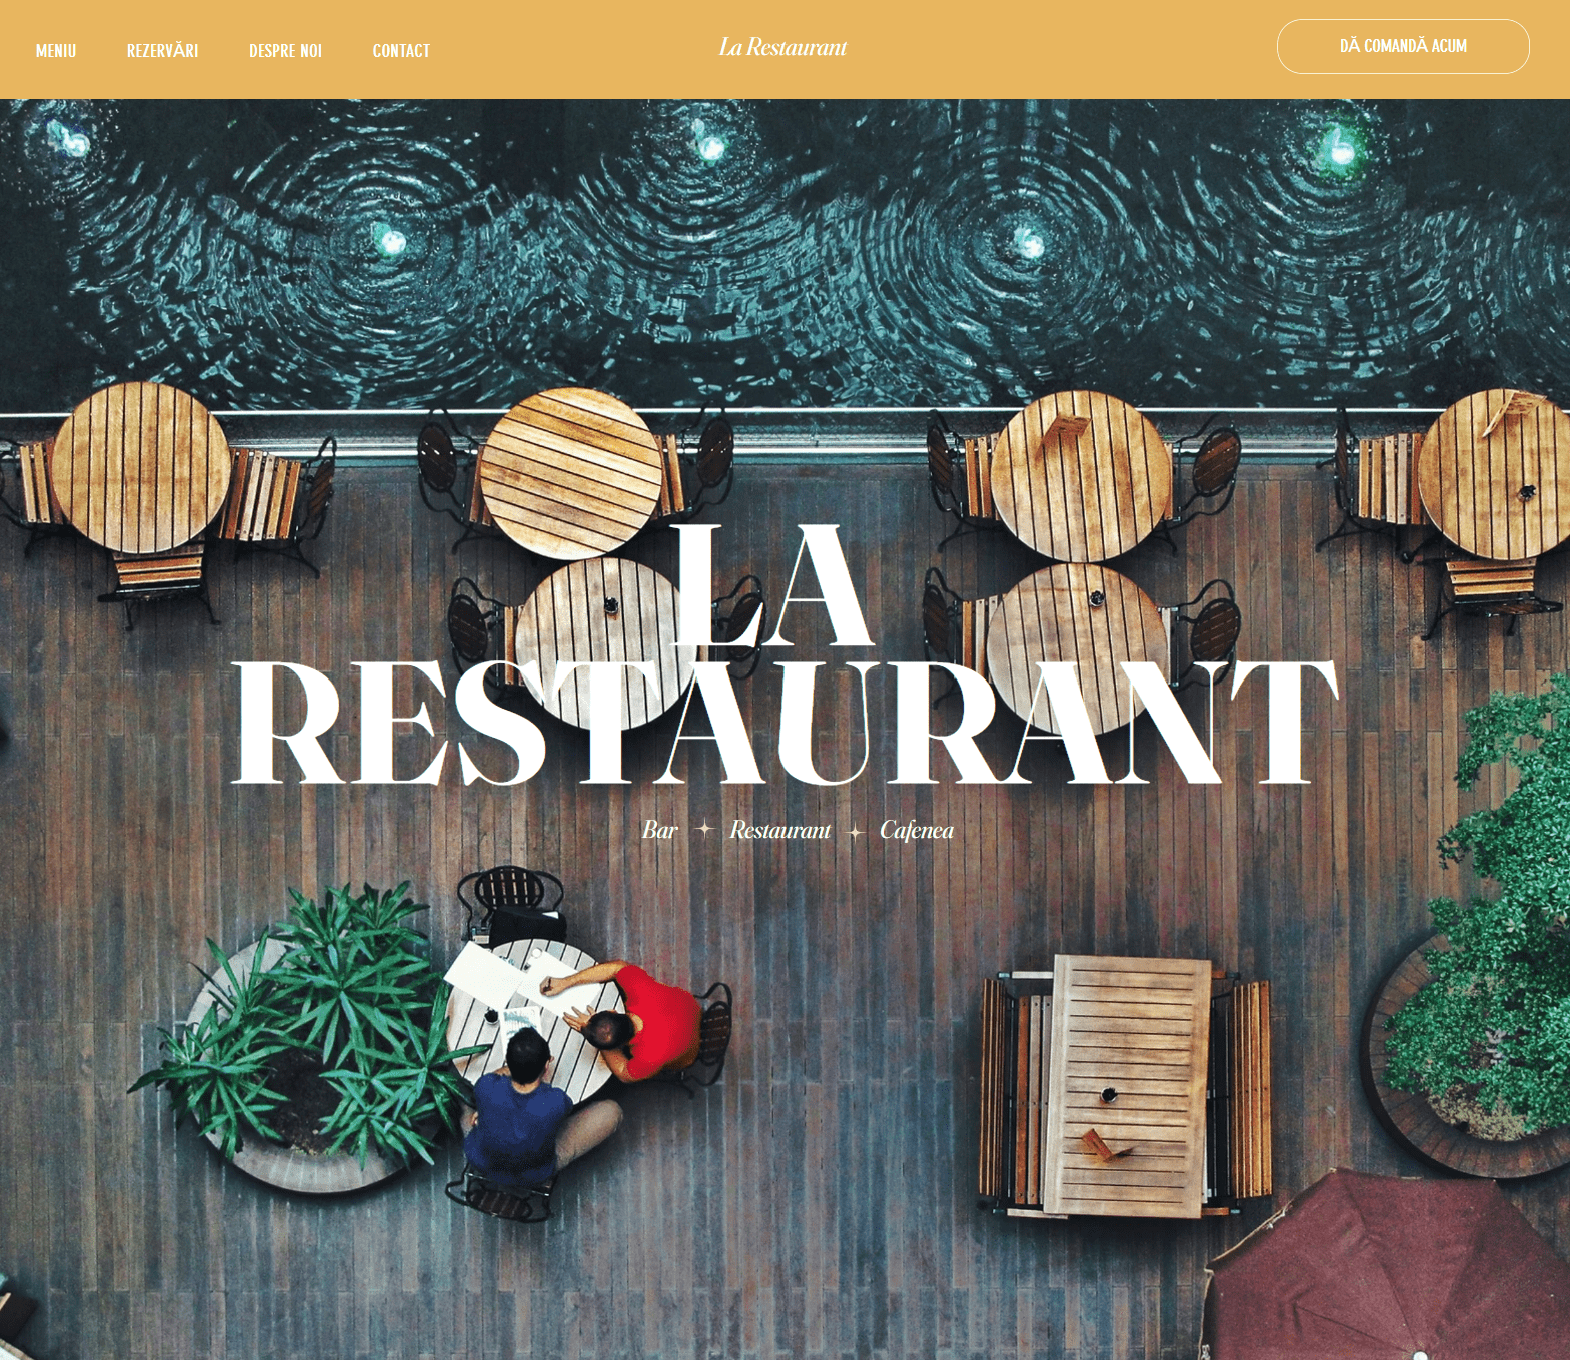 MENIU REZERVĂRI DESPRE NOI CONTACT
La Restaurant
DĂ COMANDĂ ACUM
LA
RESTAURANT
Bar Restaurant Cafenea